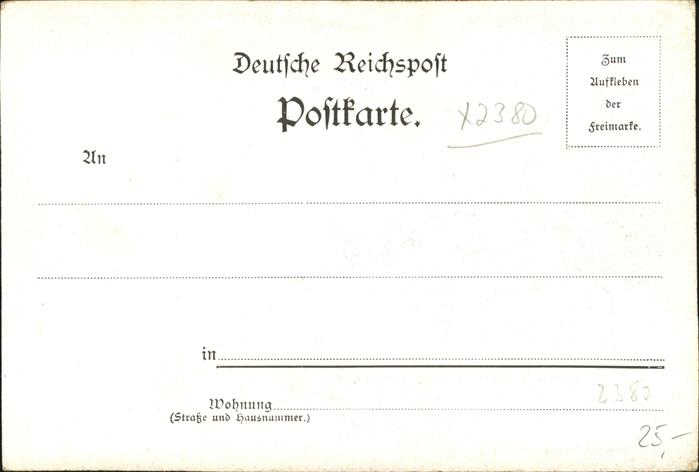 Deutsche Reichspost
Postkarte.
x2380
Zum
Aufkleben
der
Freimarke.
An
in
Wohnung
(Straße und Hausnummer.)
2380
25,-